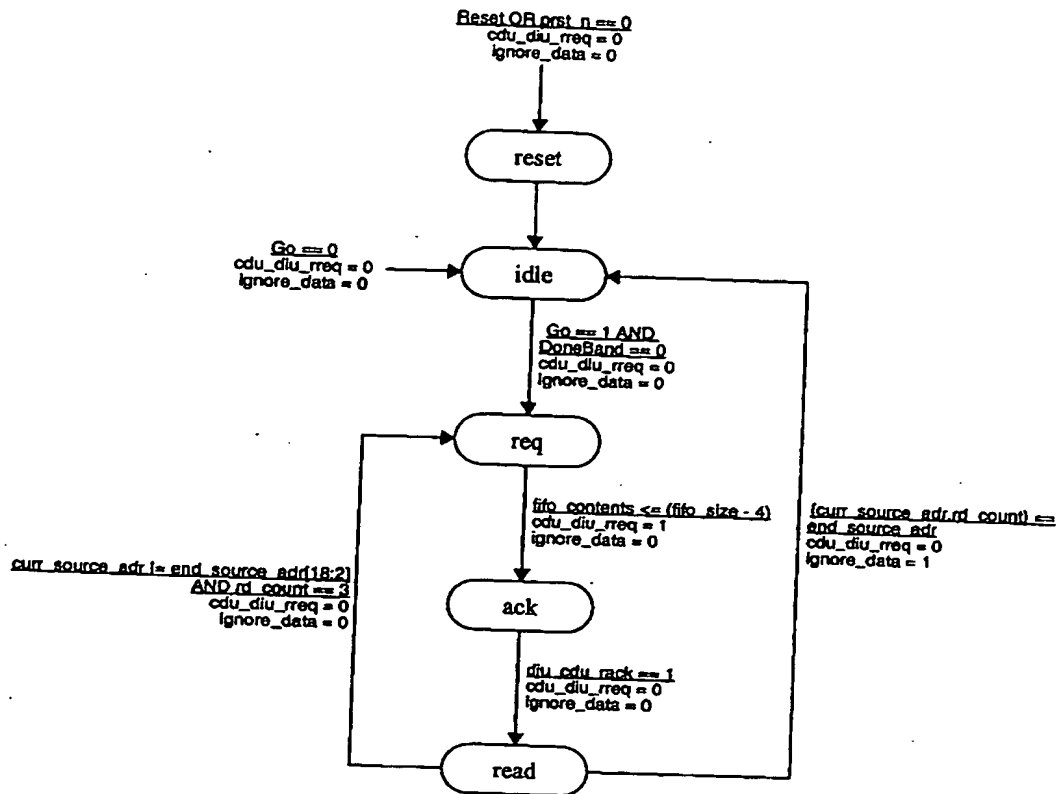 Reset OR prst_n == 0
cdu_diu_rreq = 0
ignore_data = 0
reset
Go == 0
cdu_diu_rreq = 0
ignore_data = 0
idle
Go == 1 AND
DoneBand == 0
cdu_diu_rreq = 0
ignore_data = 0
req
fifo_contents <= (fifo_size - 4)
cdu_diu_rreq = 1
ignore_data = 0
{curr_source_adr,rd_count} ==
end_source_adr
cdu_diu_rreq = 0
ignore_data = 1
curr_source_adr != end_source_adr[18:2]
AND rd_count == 3
cdu_diu_rreq = 0
ignore_data = 0
ack
diu_cdu_rack == 1
cdu_diu_rreq = 0
ignore_data = 0
read